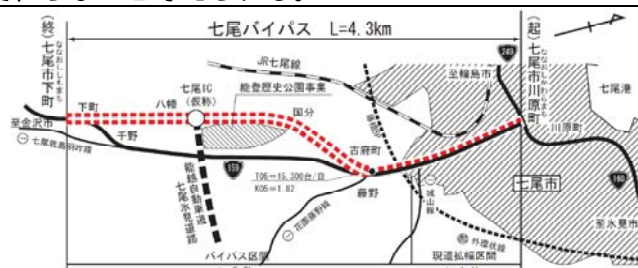 七尾バイパス L=4.3km
(終)七尾市下町
ななおししもまち
(起)七尾市川原町
ななおしかわらまち
JR七尾線
249
七尾IC
(仮称)
能登歴史公園事業
至輪島市
七尾港
下町
八幡
国分
至金沢市
千野
古府町
川原町
七尾鹿島羽咋線
159
T05=15,300台/日
K05=1.82
藤野
城山線
七尾市
160
能越自動車道
七尾氷見道路
花園藤野線
外環状線
至氷見市
バイパス区間
現道拡幅区間